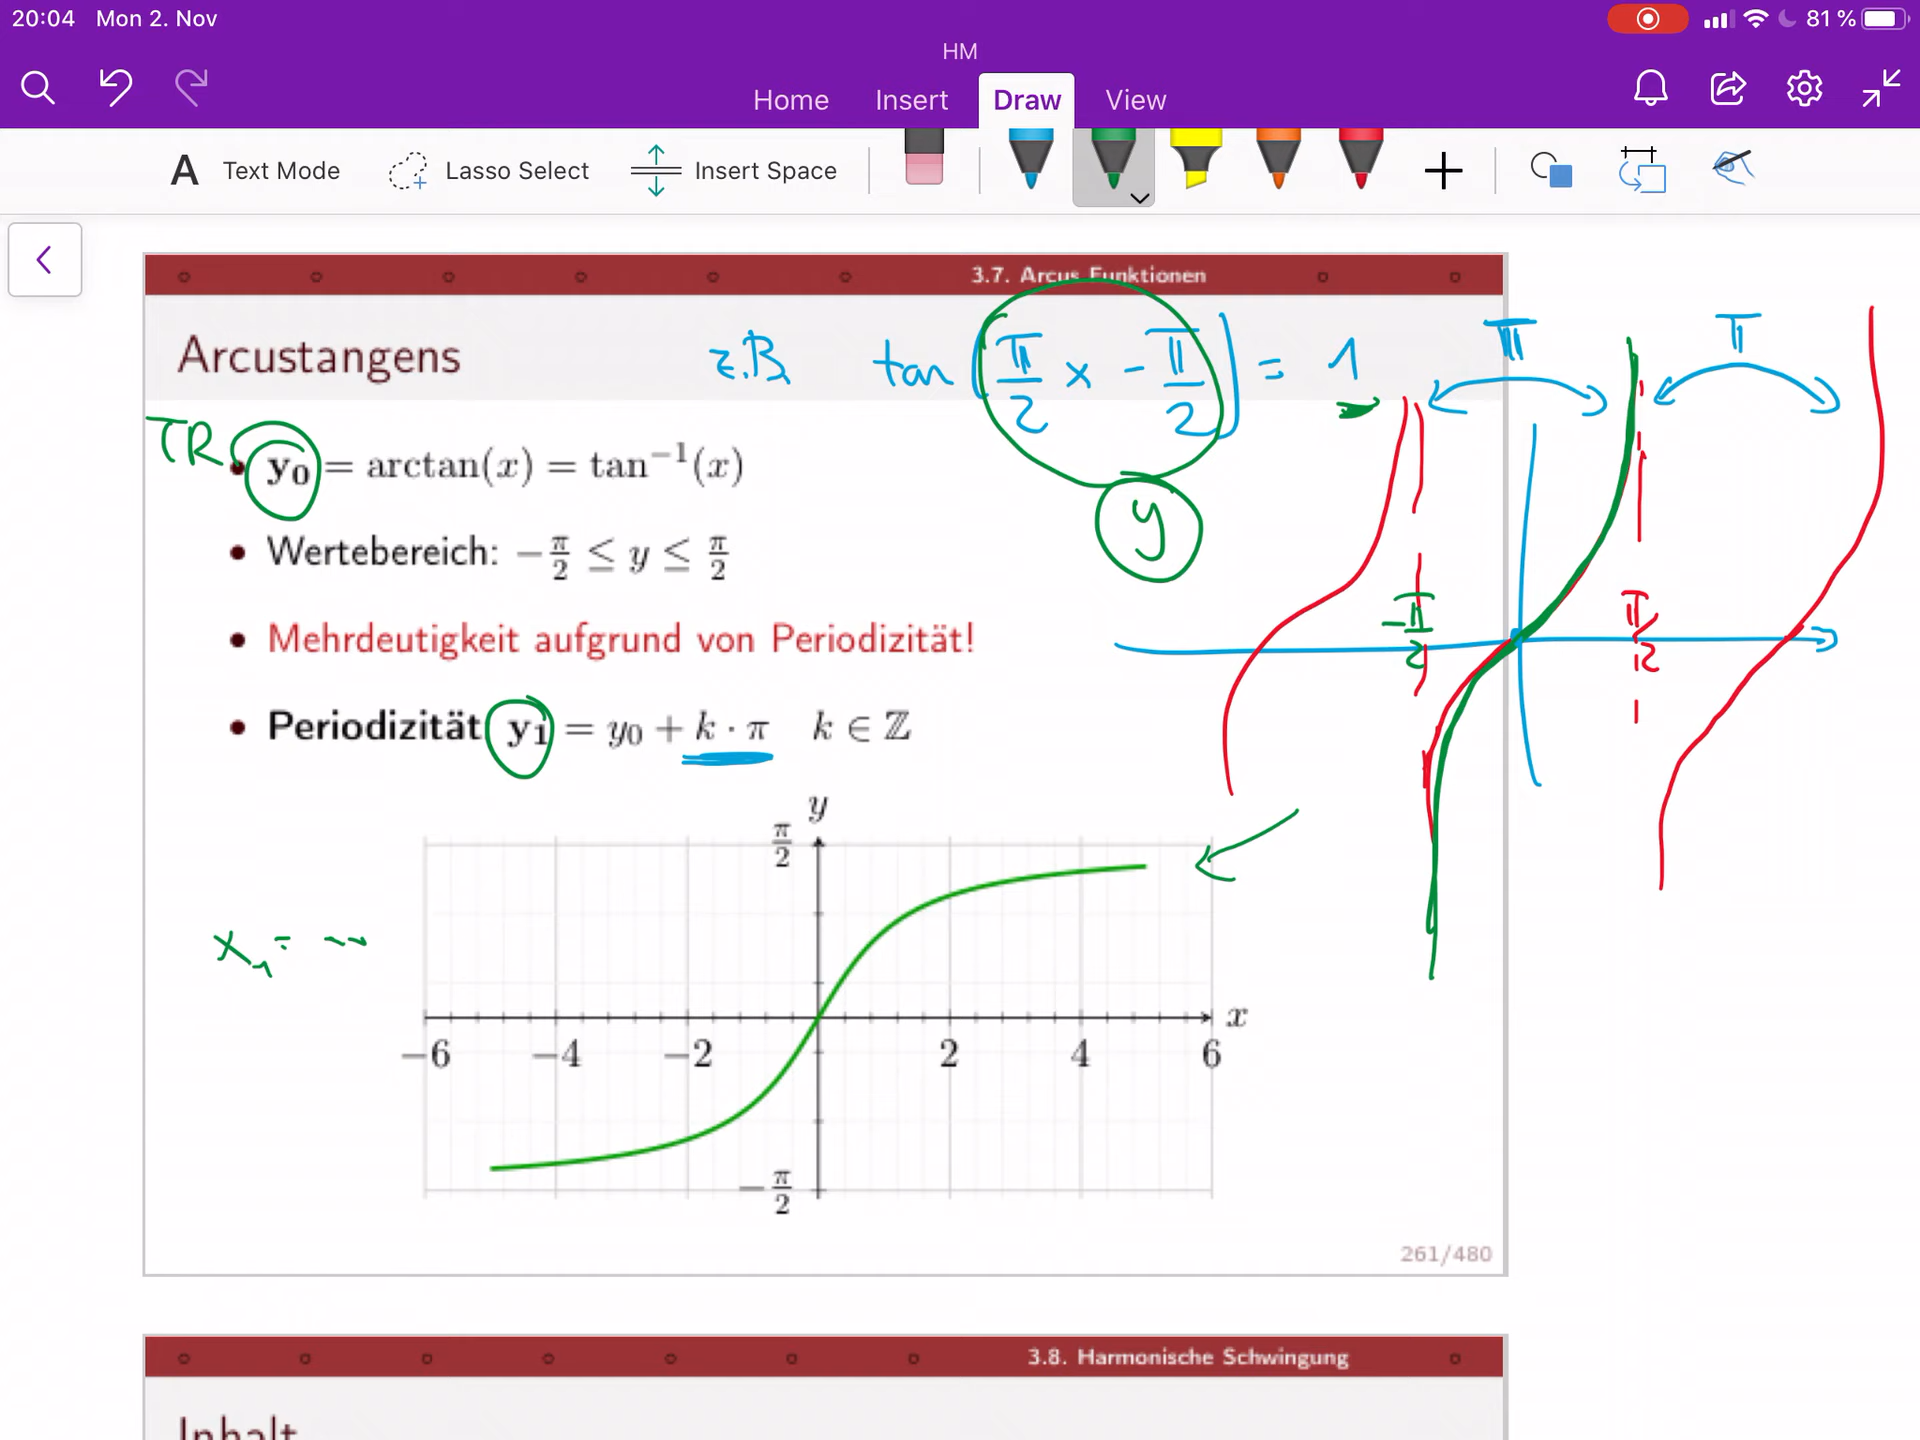 20:04 Mon 2. Nov 81 %
HM
Home Insert Draw View
A Text Mode Lasso Select Insert Space
3.7. Arcus Funktionen
Arcustangens
z.B. tan (π/2 x - π/2) = 1
π π
TR
• y₀ = arctan(x) = tan⁻¹(x)
y
• Wertebereich: −π/2 ≤ y ≤ π/2
-π/2 π/2
• Mehrdeutigkeit aufgrund von Periodizität!
• Periodizität y₁ = y₀ + k · π k ∈ ℤ
y
π/2
x₁ = ~~
x
−6 −4 −2 2 4 6
−π/2
261/480
3.8. Harmonische Schwingung
Inhalt